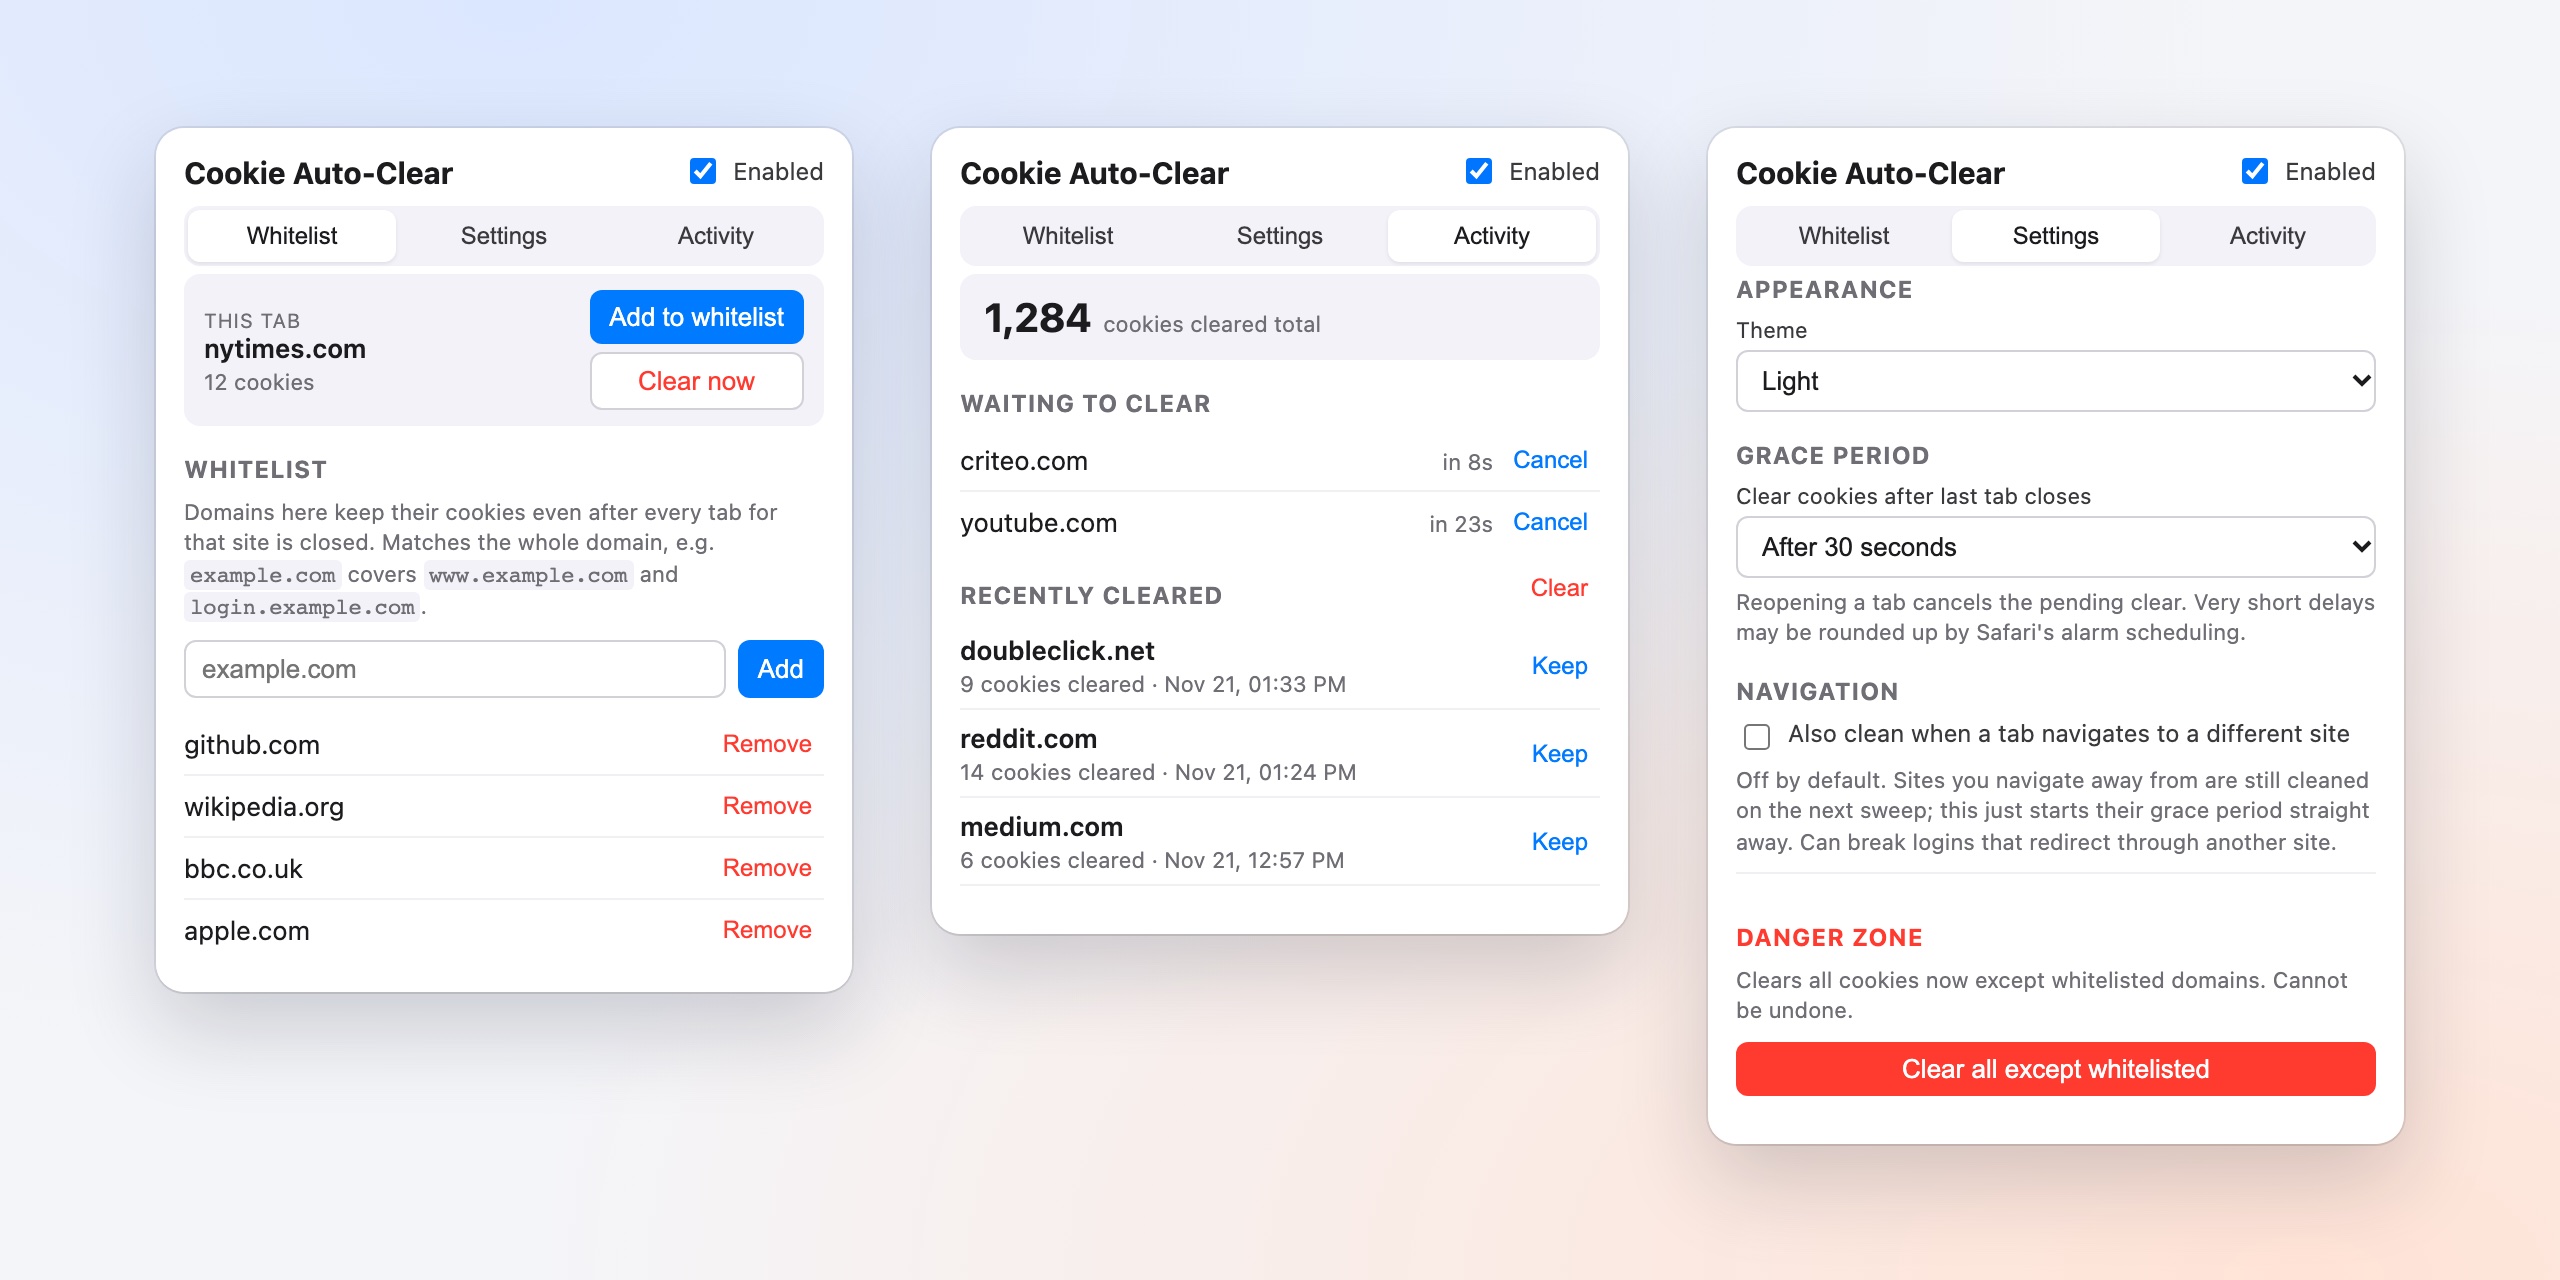 Cookie Auto-Clear
Enabled
Whitelist Settings Activity
THIS TAB
nytimes.com
12 cookies
Add to whitelist
Clear now
WHITELIST
Domains here keep their cookies even after every tab for
that site is closed. Matches the whole domain, e.g.
example.com covers www.example.com and
login.example.com.
example.com Add
github.com Remove
wikipedia.org Remove
bbc.co.uk Remove
apple.com Remove
Cookie Auto-Clear
Enabled
Whitelist Settings Activity
1,284 cookies cleared total
WAITING TO CLEAR
criteo.com in 8s Cancel
youtube.com in 23s Cancel
RECENTLY CLEARED Clear
doubleclick.net
9 cookies cleared · Nov 21, 01:33 PM
Keep
reddit.com
14 cookies cleared · Nov 21, 01:24 PM
Keep
medium.com
6 cookies cleared · Nov 21, 12:57 PM
Keep
Cookie Auto-Clear
Enabled
Whitelist Settings Activity
APPEARANCE
Theme
Light
GRACE PERIOD
Clear cookies after last tab closes
After 30 seconds
Reopening a tab cancels the pending clear. Very short delays
may be rounded up by Safari's alarm scheduling.
NAVIGATION
Also clean when a tab navigates to a different site
Off by default. Sites you navigate away from are still cleaned
on the next sweep; this just starts their grace period straight
away. Can break logins that redirect through another site.
DANGER ZONE
Clears all cookies now except whitelisted domains. Cannot
be undone.
Clear all except whitelisted